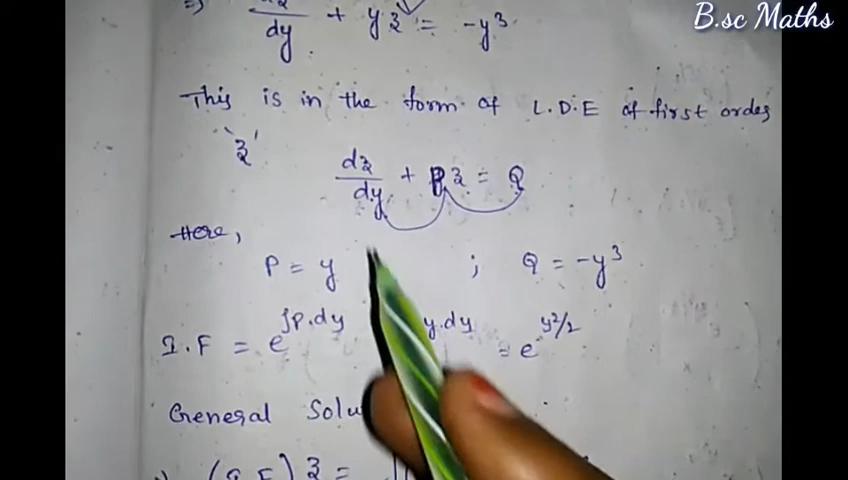 B.sc Maths
⇒ dz/dy + yz = -y³
This is in the form of L.D.E of first order
'z'
dz/dy + Pz = Q
Here,
P = y ; Q = -y³
I.F = e^∫P.dy y.dy = e^y²/2
General Solu
(I.F) z = ∫